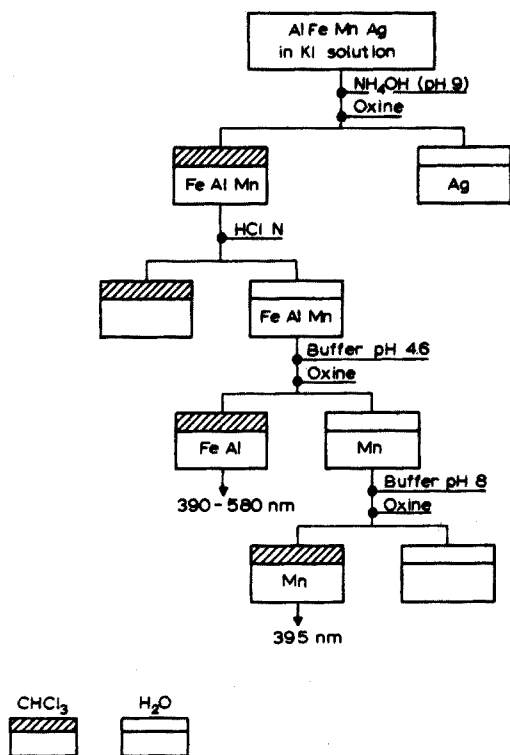 Al Fe Mn Ag
in KI solution
NH₄OH (pH 9)
Oxine
Fe Al Mn
Ag
HCl N
Fe Al Mn
Buffer pH 4.6
Oxine
Fe Al
Mn
390-580 nm
Buffer pH 8
Oxine
Mn
395 nm
CHCl₃
H₂O